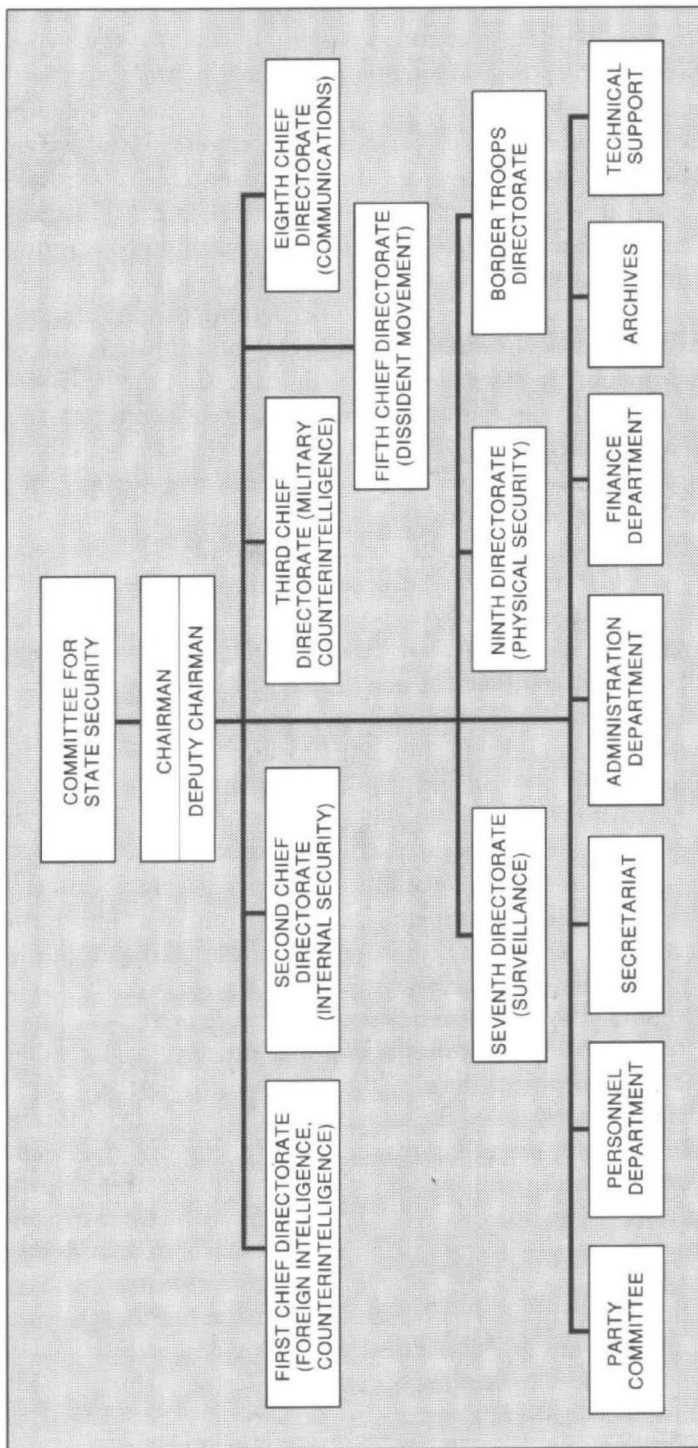 COMMITTEE FOR
STATE SECURITY
CHAIRMAN
DEPUTY CHAIRMAN
FIRST CHIEF DIRECTORATE
(FOREIGN INTELLIGENCE,
COUNTERINTELLIGENCE)
SECOND CHIEF
DIRECTORATE
(INTERNAL SECURITY)
THIRD CHIEF
DIRECTORATE (MILITARY
COUNTERINTELLIGENCE)
EIGHTH CHIEF
DIRECTORATE
(COMMUNICATIONS)
FIFTH CHIEF DIRECTORATE
(DISSIDENT MOVEMENT)
SEVENTH DIRECTORATE
(SURVEILLANCE)
NINTH DIRECTORATE
(PHYSICAL SECURITY)
BORDER TROOPS
DIRECTORATE
PARTY
COMMITTEE
PERSONNEL
DEPARTMENT
SECRETARIAT
ADMINISTRATION
DEPARTMENT
FINANCE
DEPARTMENT
ARCHIVES
TECHNICAL
SUPPORT